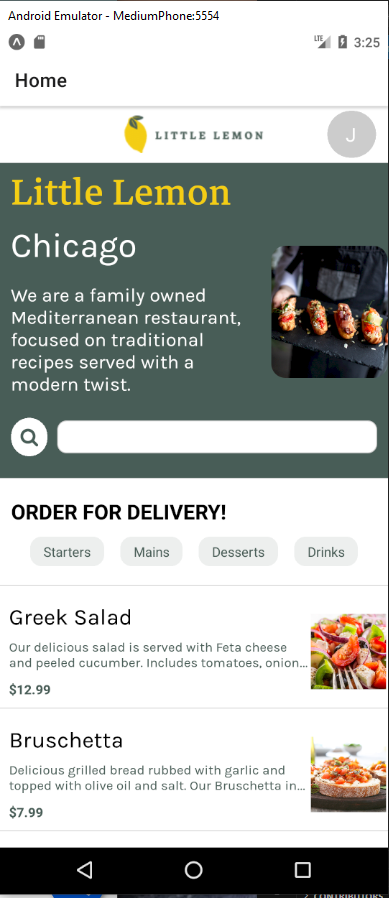 Android Emulator - MediumPhone:5554
LTE 3:25
Home
LITTLE LEMON
J
Little Lemon
Chicago
We are a family owned
Mediterranean restaurant,
focused on traditional
recipes served with a
modern twist.
ORDER FOR DELIVERY!
Starters Mains Desserts Drinks
Greek Salad
Our delicious salad is served with Feta cheese
and peeled cucumber. Includes tomatoes, onion...
$12.99
Bruschetta
Delicious grilled bread rubbed with garlic and
topped with olive oil and salt. Our Bruschetta in...
$7.99
CONTRIBUTORS